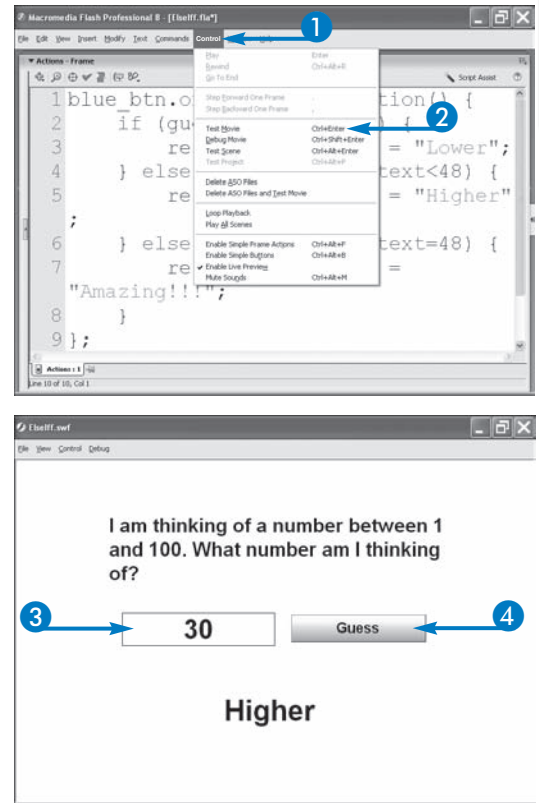 Macromedia Flash Professional 8 - [ElseIff.fla*]
File Edit View Insert Modify Text Commands Control Help
1
Actions - Frame
Script Assist
Play Enter
Rewind Ctrl+Alt+R
Go To End
Step Forward One Frame .
Step Backward One Frame ,
Test Movie Ctrl+Enter
2
Debug Movie Ctrl+Shift+Enter
Test Scene Ctrl+Alt+Enter
Test Project Ctrl+Alt+P
Delete ASO Files
Delete ASO Files and Test Movie
Loop Playback
Play All Scenes
Enable Simple Frame Actions Ctrl+Alt+F
Enable Simple Buttons Ctrl+Alt+B
Enable Live Preview
Mute Sounds Ctrl+Alt+M
1 blue_btn.o tion() {
2 if (gu ) {
3 re = "Lower";
4 } else text<48) {
5 re = "Higher"
;
6 } else text=48) {
7 re =
"Amazing!!!";
8 }
9 };
Actions : 1
Line 10 of 10, Col 1
ElseIff.swf
File View Control Debug
I am thinking of a number between 1
and 100. What number am I thinking
of?
3 30 Guess 4
Higher